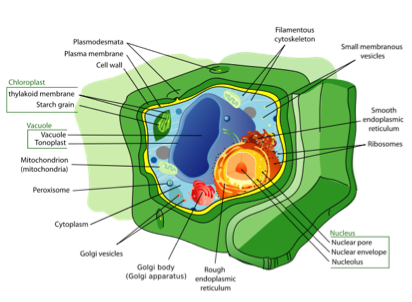 Filamentous
cytoskeleton
Plasmodesmata
Plasma membrane
Small membranous
vesicles
Cell wall
Chloroplast
thylakoid membrane
Starch grain
Smooth
endoplasmic
reticulum
Vacuole
Vacuole
Tonoplast
Ribosomes
Mitochondrion
(mitochondria)
Peroxisome
Cytoplasm
Nucleus
Nuclear pore
Nuclear envelope
Nucleolus
Golgi vesicles
Golgi body
(Golgi apparatus)
Rough
endoplasmic
reticulum